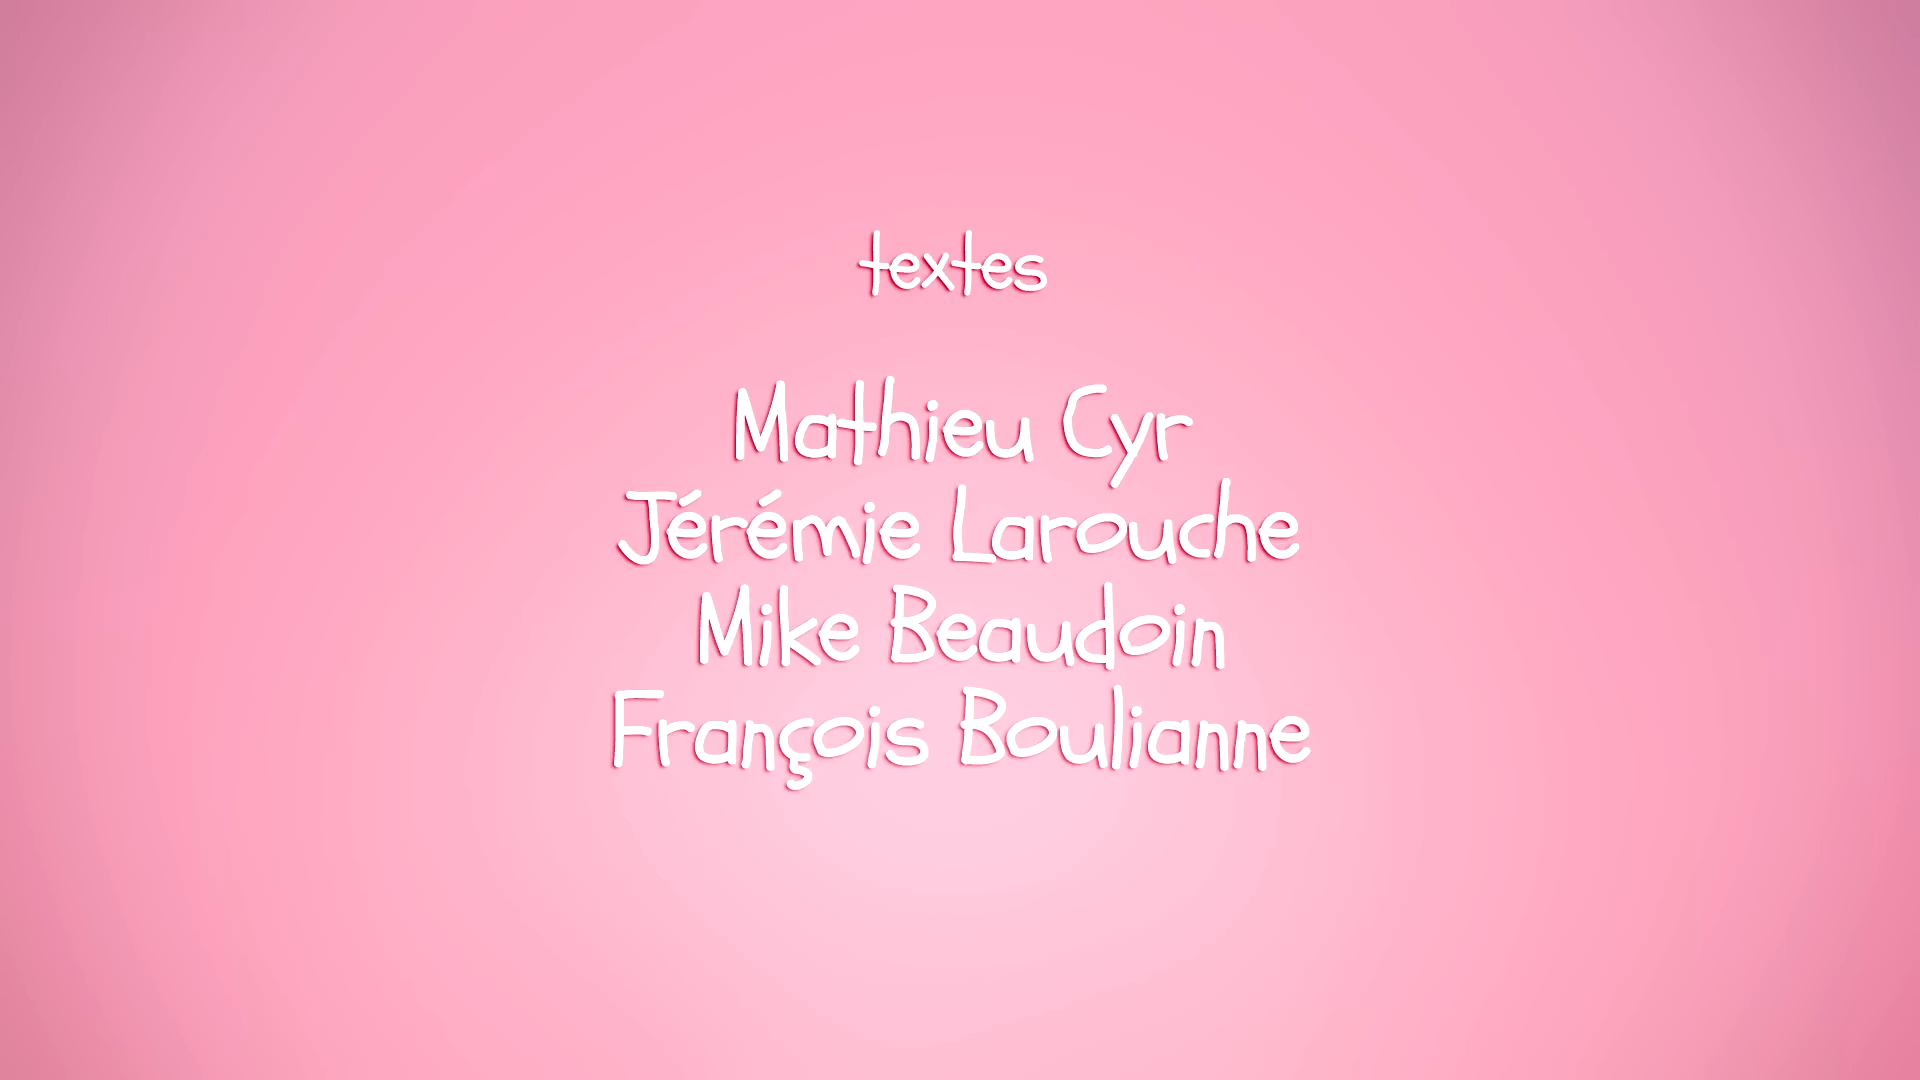 textes
Mathieu Cyr
Jérémie Larouche
Mike Beaudoin
François Boulianne